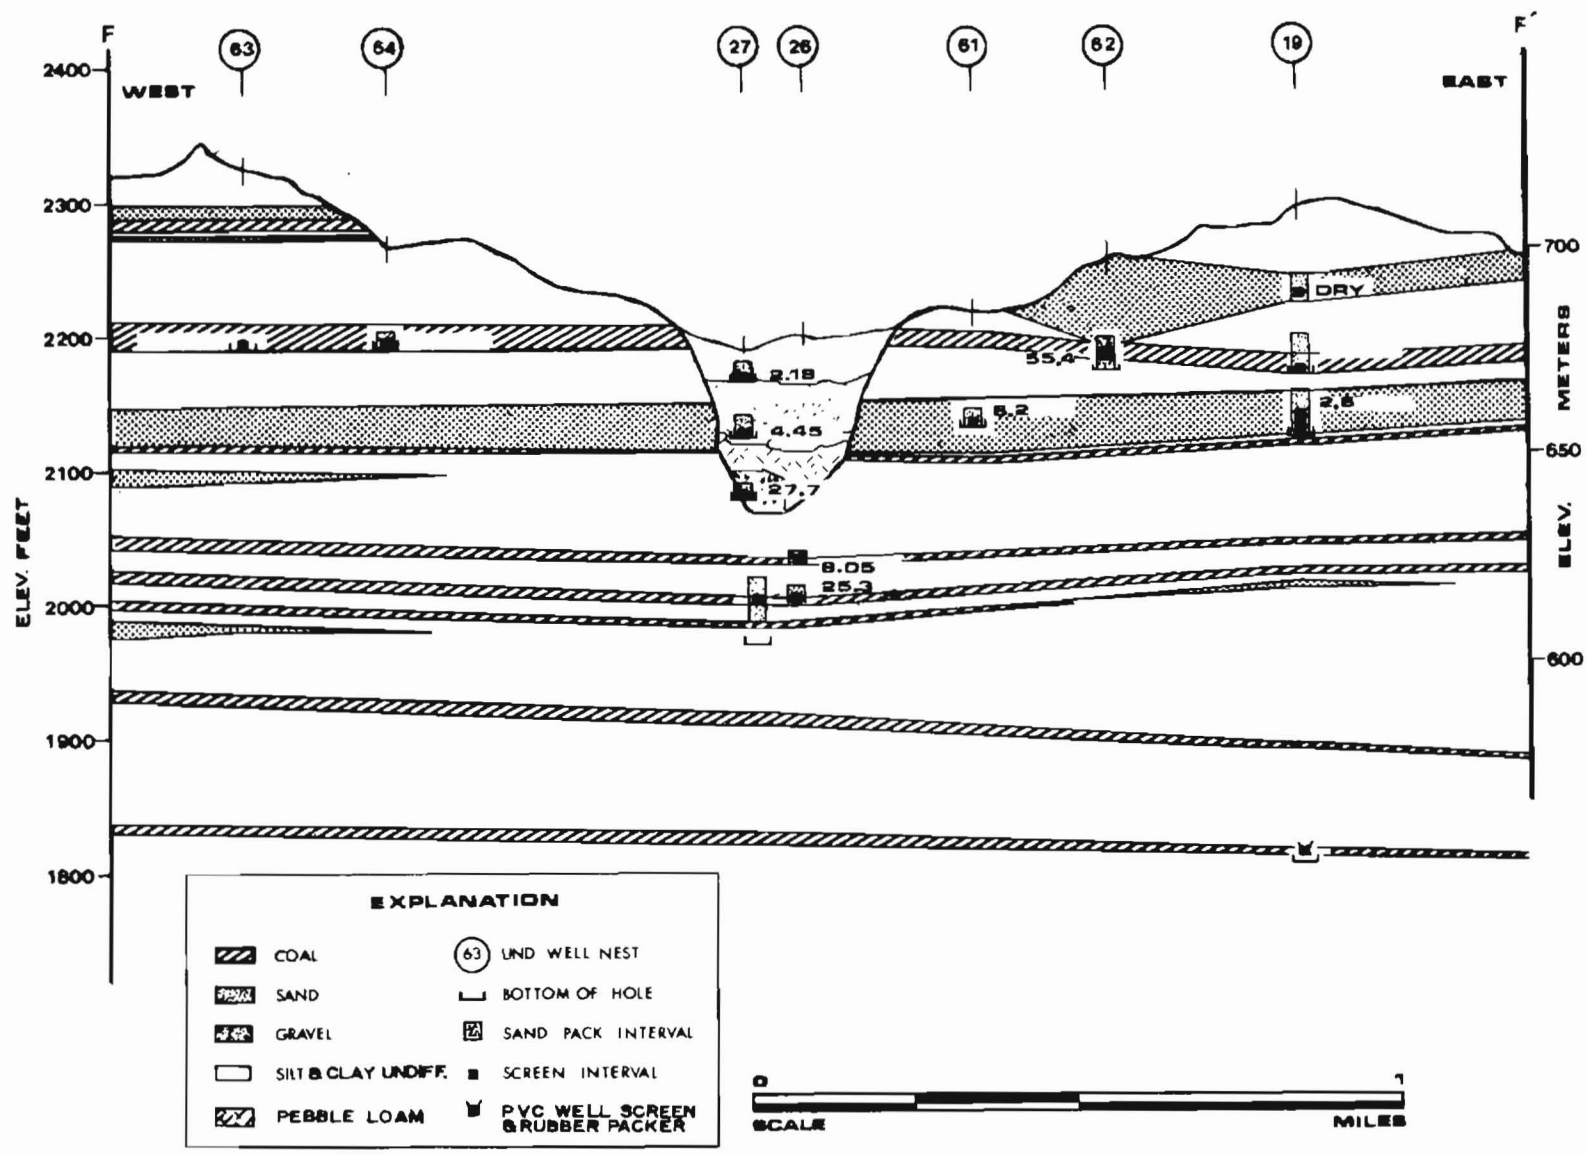 F F´
63 64 27 26 61 62 19
2400
WEST EAST
2300
700
DRY
2200
55.4
2.18
METERS
8.2 2.8
4.45
650
2100
27.7
ELEV. FEET
ELEV.
8.05
25.3
2000
600
1900
1800
EXPLANATION
COAL
SAND
GRAVEL
SILT & CLAY UNDIFF.
PEBBLE LOAM
63 UND WELL NEST
BOTTOM OF HOLE
SAND PACK INTERVAL
SCREEN INTERVAL
PVC WELL SCREEN
& RUBBER PACKER
0 1
SCALE MILES